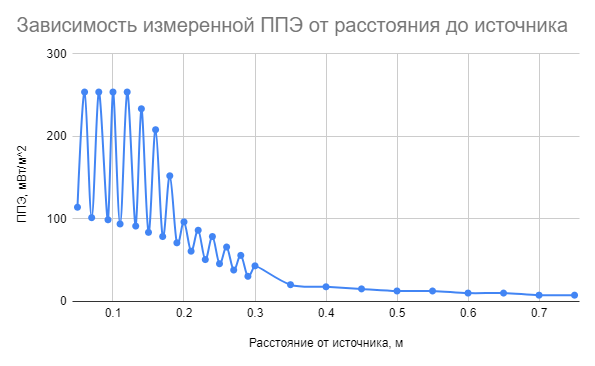 Зависимость измеренной ППЭ от расстояния до источника
300
200
100
0
ППЭ, мВт/м^2
0.1 0.2 0.3 0.4 0.5 0.6 0.7
Расстояние от источника, м